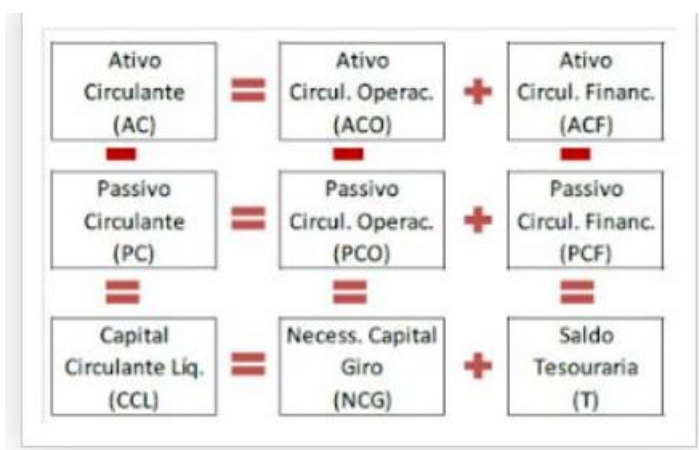 Ativo
Circulante
(AC)
=
Ativo
Circul. Operac.
(ACO)
+
Ativo
Circul. Financ.
(ACF)
-
-
-
Passivo
Circulante
(PC)
=
Passivo
Circul. Operac.
(PCO)
+
Passivo
Circul. Financ.
(PCF)
=
=
=
Capital
Circulante Líq.
(CCL)
=
Necess. Capital
Giro
(NCG)
+
Saldo
Tesouraria
(T)